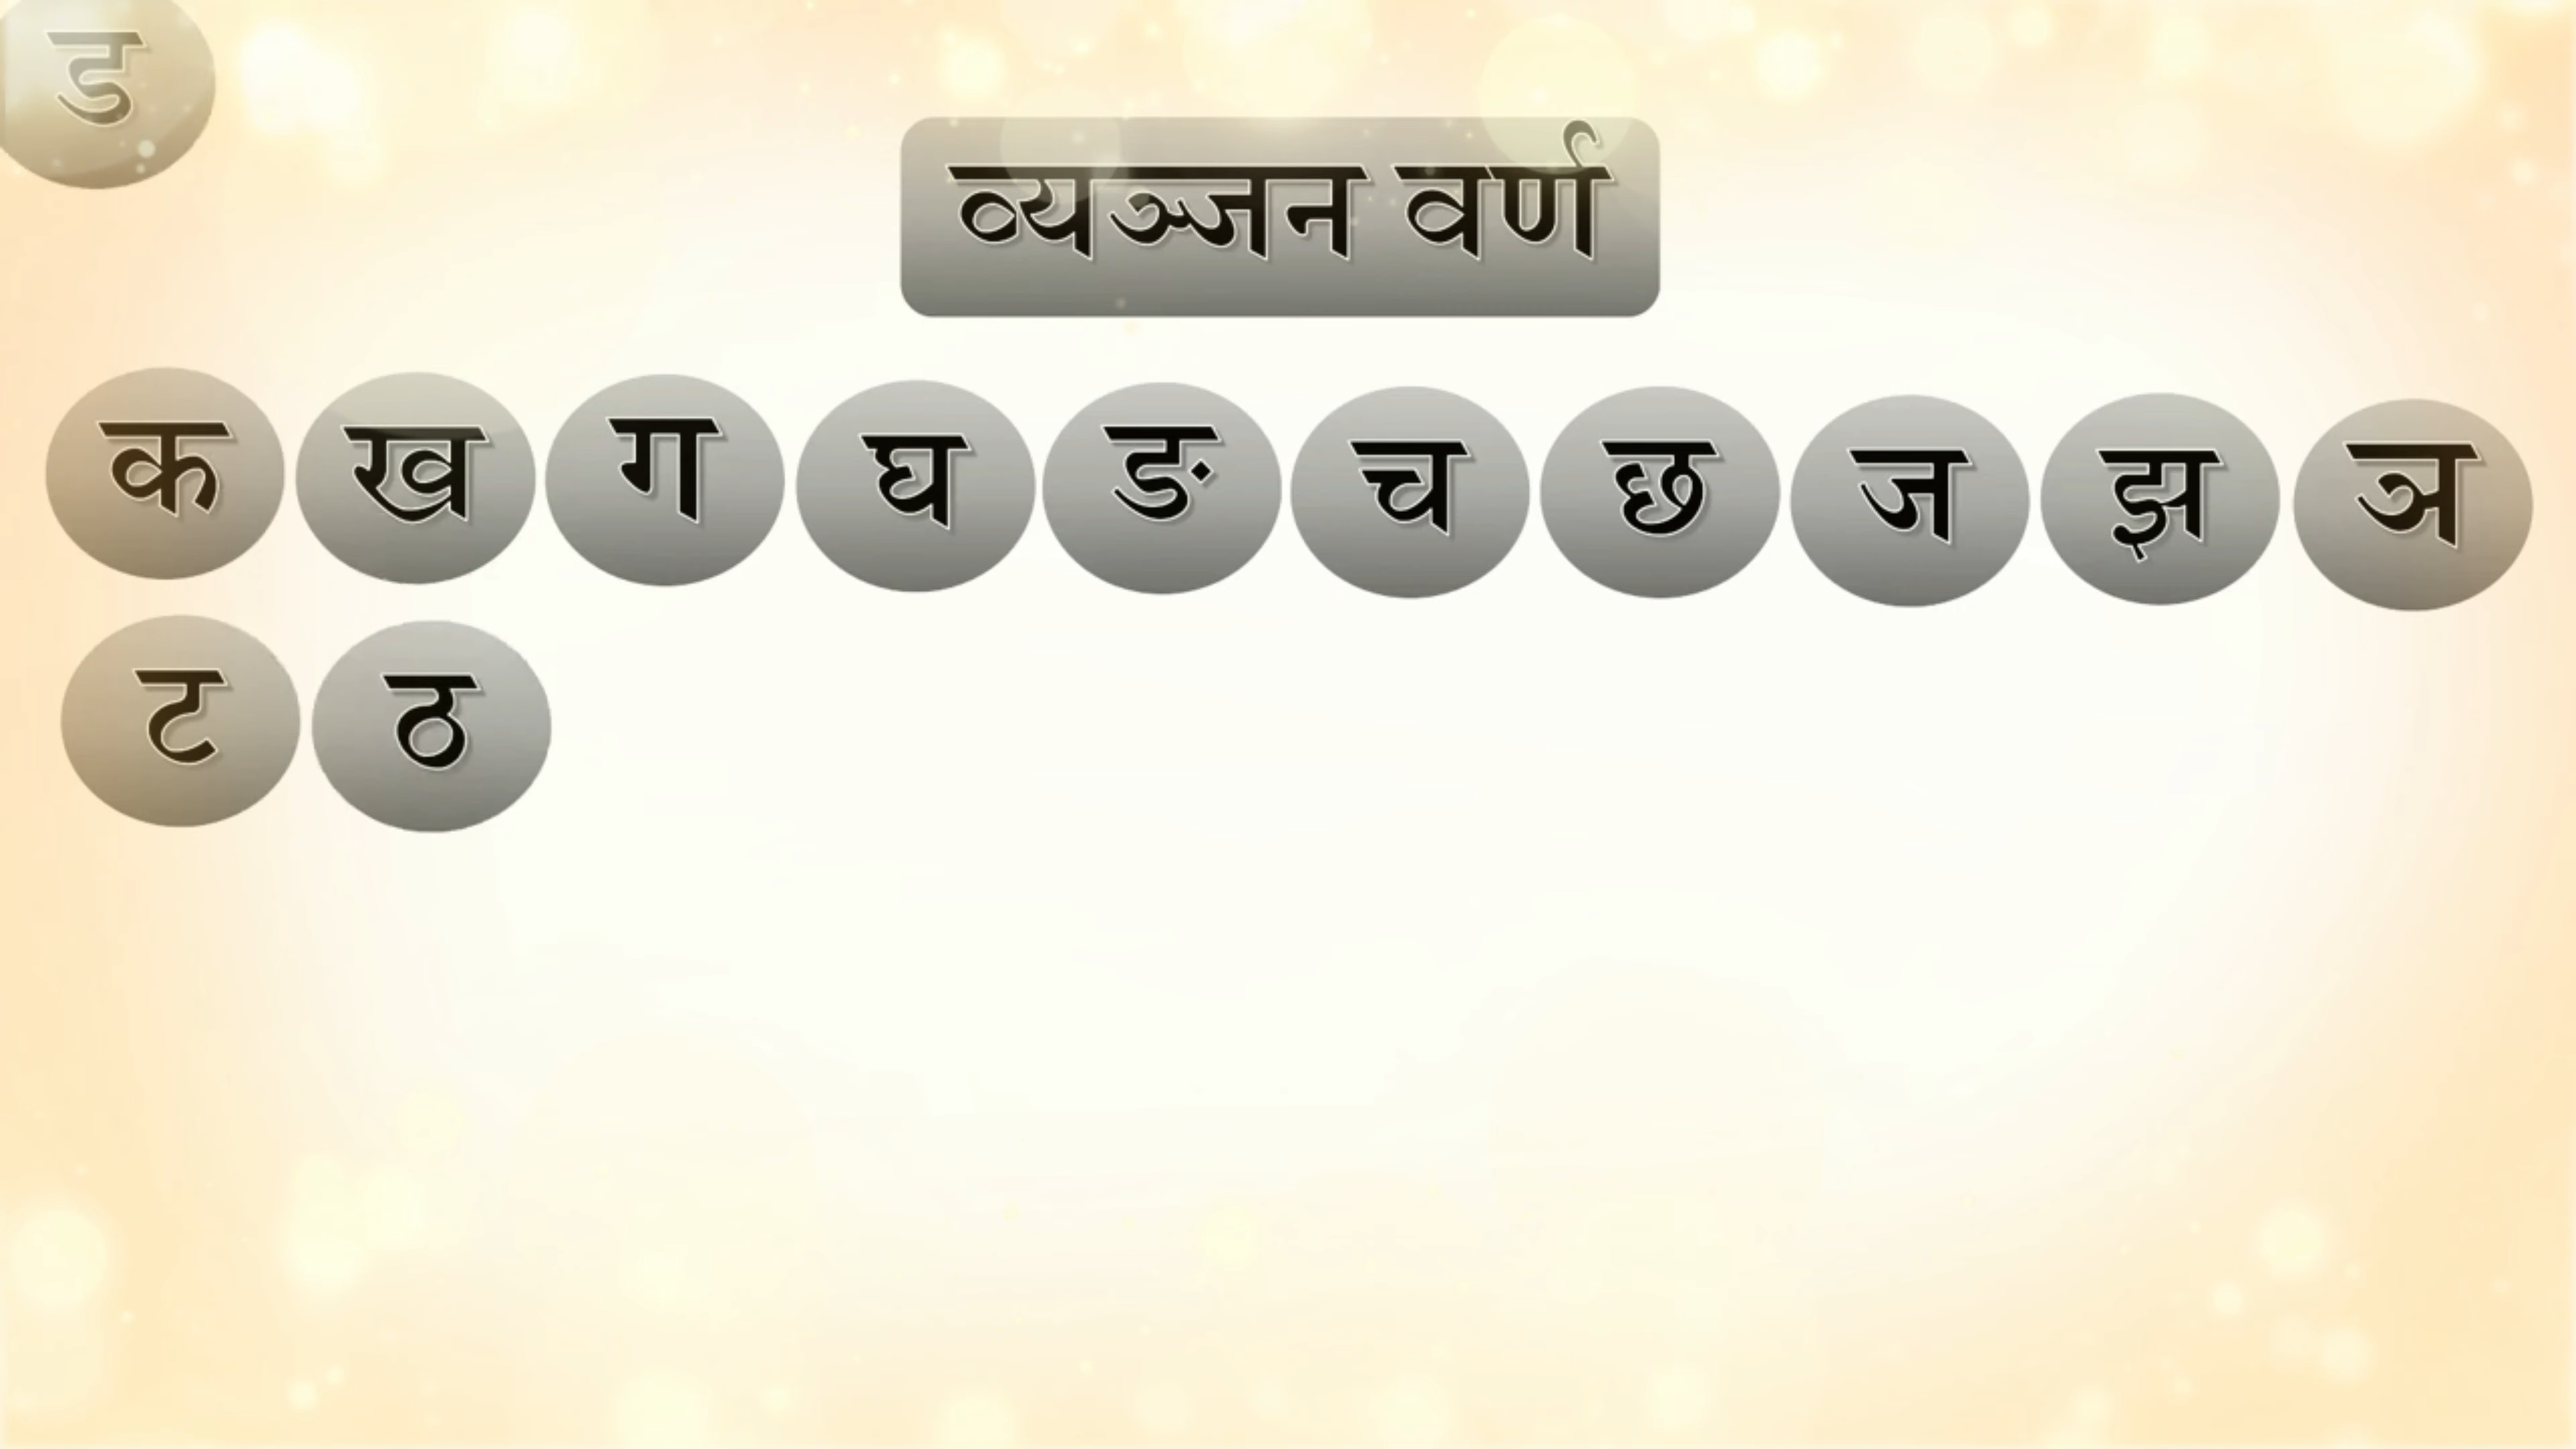 ड
व्यञ्जन वर्ण
क ख ग घ ङ च छ ज झ ञ
ट ठ